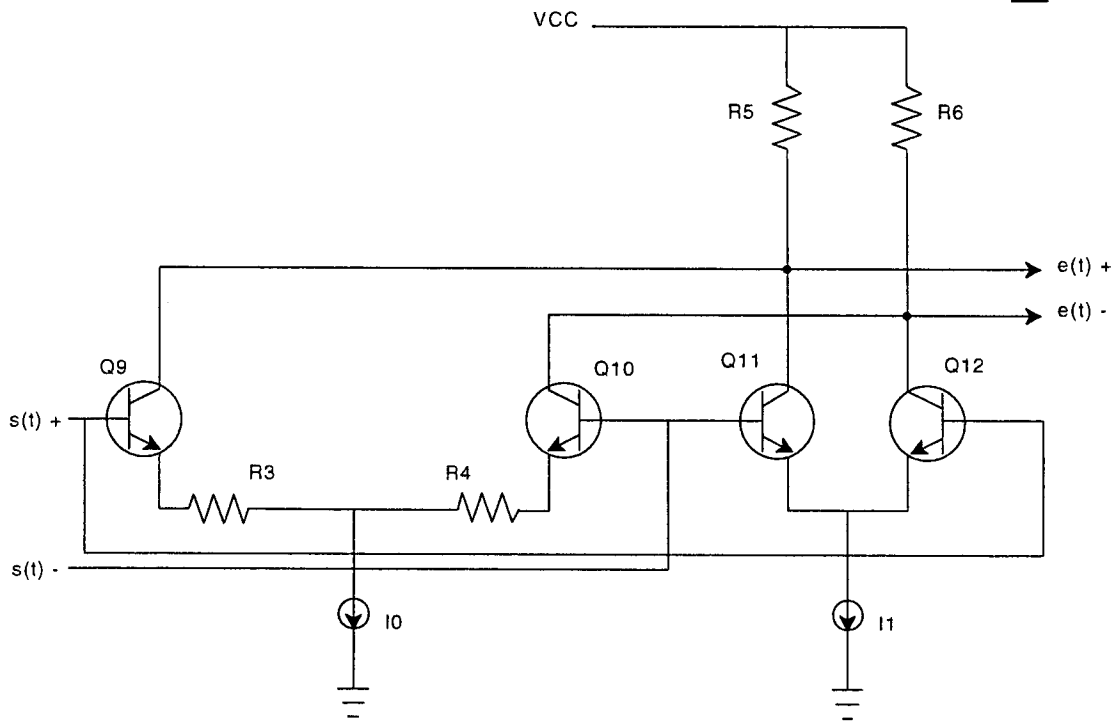 VCC
R5
R6
e(t) +
e(t) -
Q9
Q10
Q11
Q12
s(t) +
R3
R4
s(t) -
I0
I1